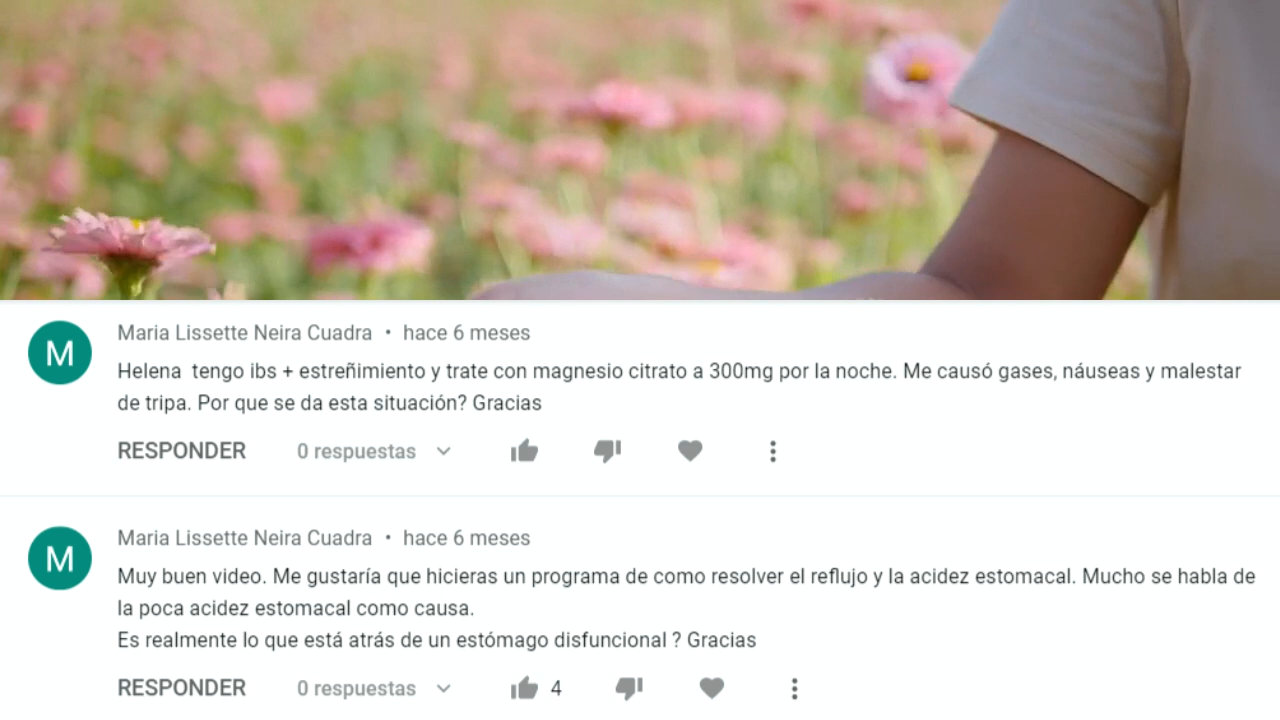 M
Maria Lissette Neira Cuadra • hace 6 meses
Helena tengo ibs + estreñimiento y trate con magnesio citrato a 300mg por la noche. Me causó gases, náuseas y malestar
de tripa. Por que se da esta situación? Gracias
RESPONDER 0 respuestas
M
Maria Lissette Neira Cuadra • hace 6 meses
Muy buen video. Me gustaría que hicieras un programa de como resolver el reflujo y la acidez estomacal. Mucho se habla de
la poca acidez estomacal como causa.
Es realmente lo que está atrás de un estómago disfuncional ? Gracias
RESPONDER 0 respuestas 4